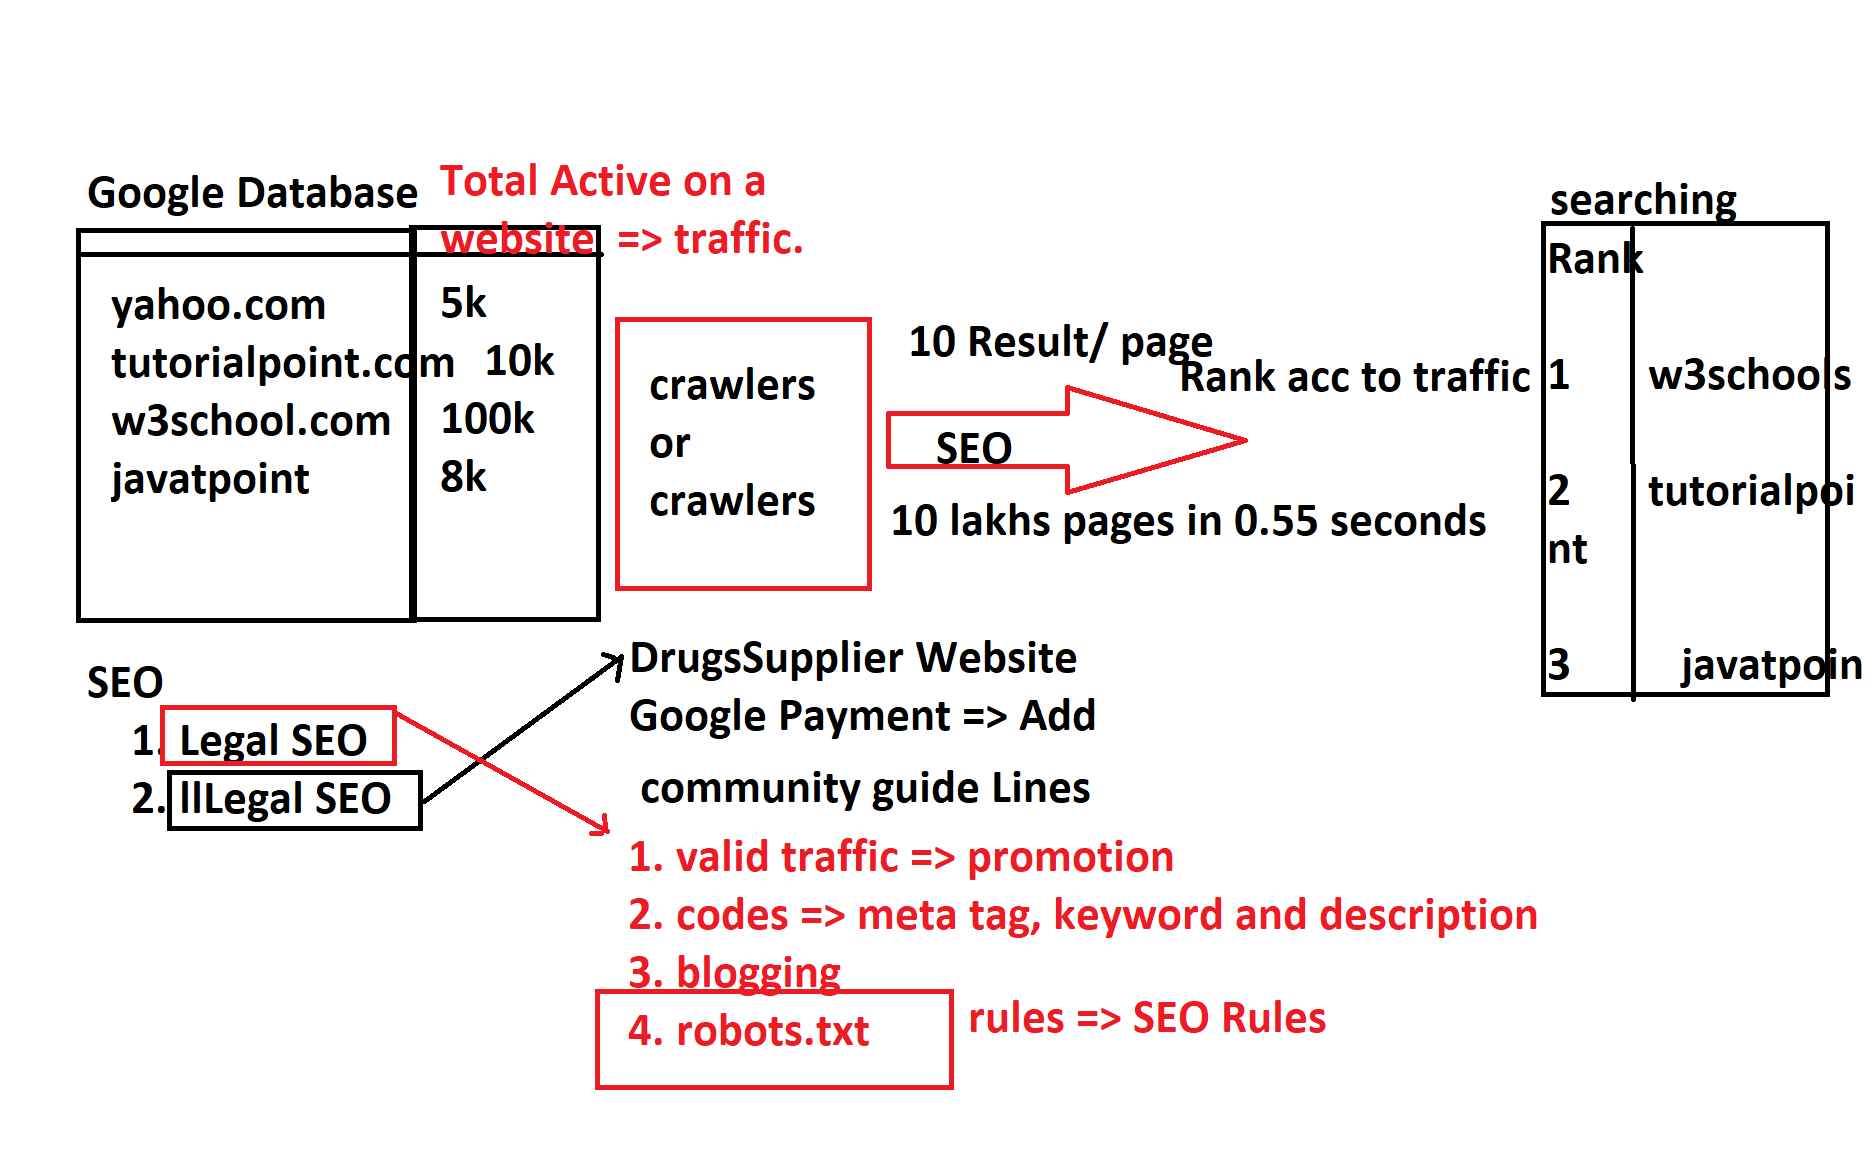 Google Database
Total Active on a
website => traffic.
yahoo.com 5k
tutorialpoint.com 10k
w3school.com 100k
javatpoint 8k
crawlers
or
crawlers
10 Result/ page
SEO
10 lakhs pages in 0.55 seconds
Rank acc to traffic
searching
Rank
1 w3schools
2 tutorialpoi
nt
3 javatpoin
SEO
1. Legal SEO
2. llLegal SEO
DrugsSupplier Website
Google Payment => Add
community guide Lines
1. valid traffic => promotion
2. codes => meta tag, keyword and description
3. blogging
4. robots.txt
rules => SEO Rules